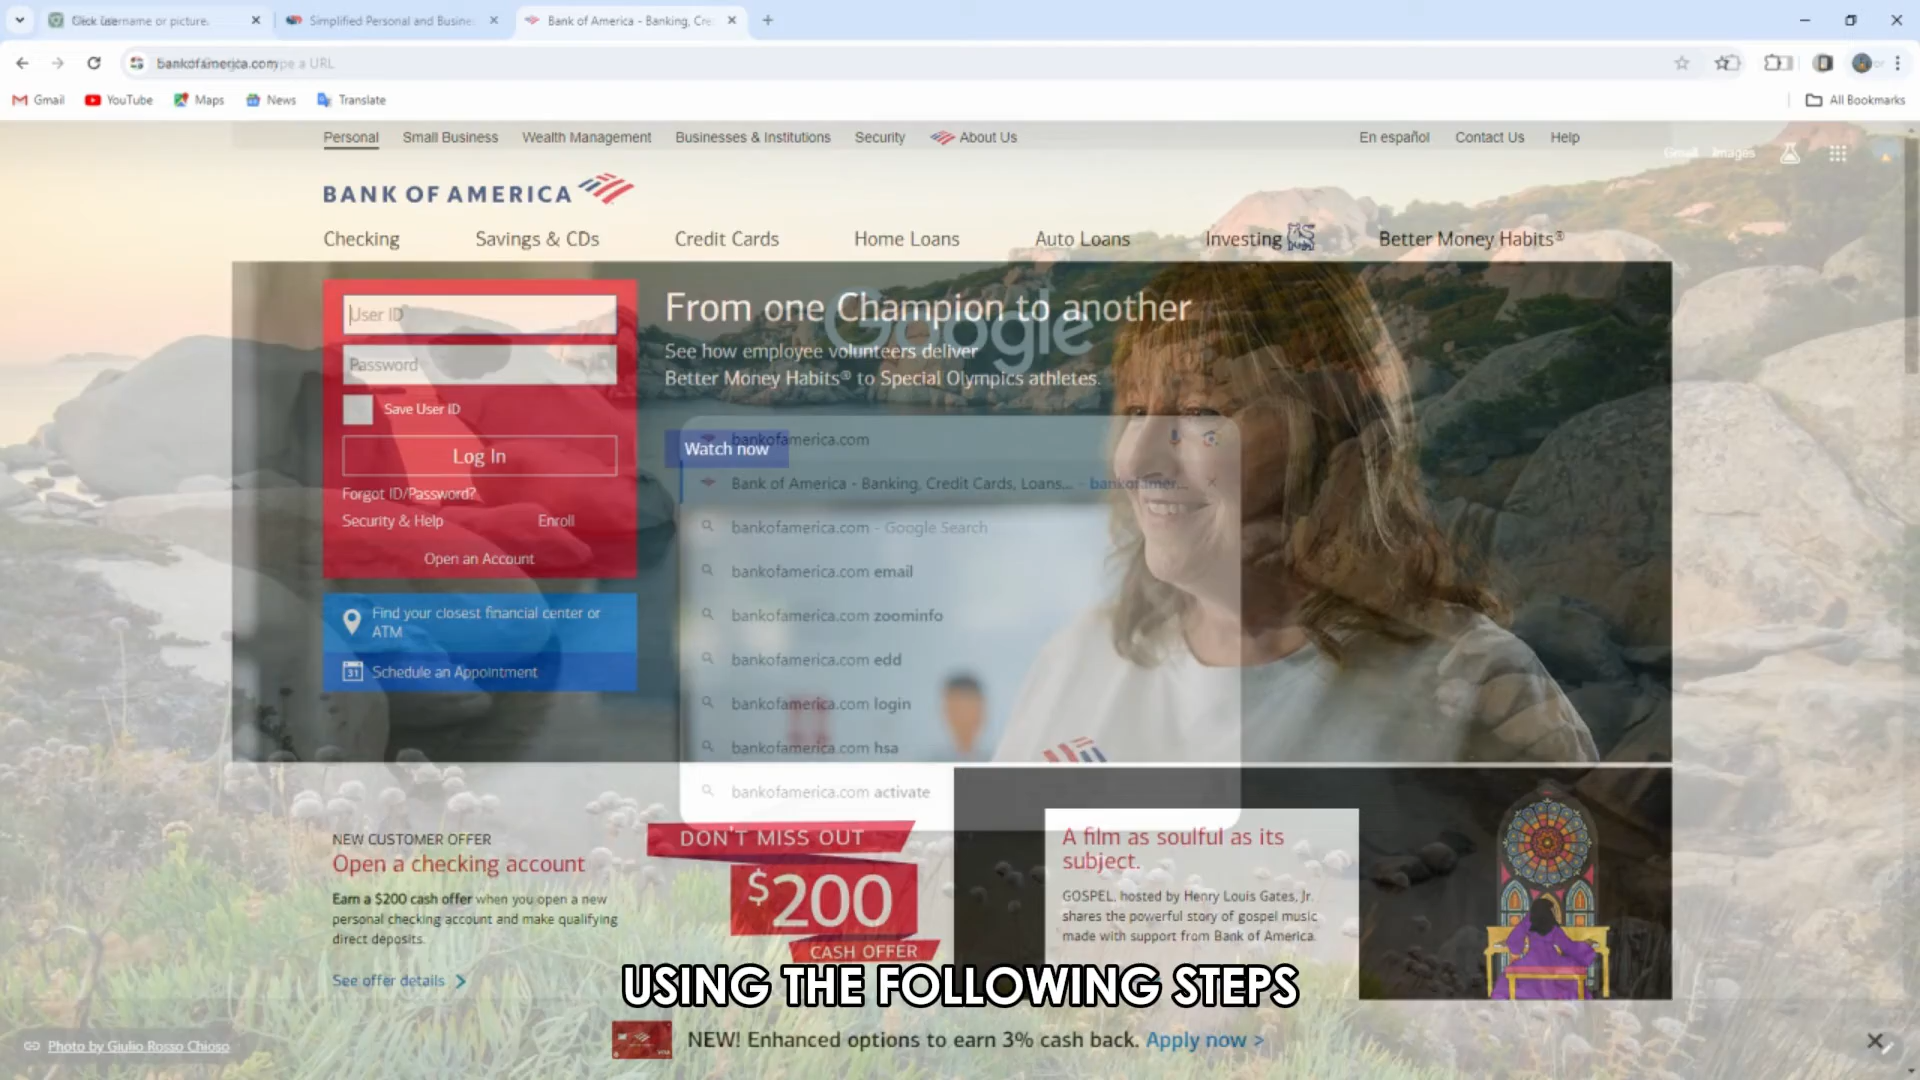 Simplified Personal and Busine
Bank of America - Banking, Cre
bankofamerica.com
Gmail
YouTube
Maps
News
Translate
All Bookmarks
Personal
Small Business
Wealth Management
Businesses & Institutions
Security
About Us
En español
Contact Us
Help
Gmail
Images
BANK OF AMERICA
Checking
Savings & CDs
Credit Cards
Home Loans
Auto Loans
Investing
Better Money Habits®
User ID
Password
Save User ID
Log In
Forgot ID/Password?
Security & Help
Enroll
Open an Account
Find your closest financial center or
ATM
31
Schedule an Appointment
From one Champion to another
Google
See how employee volunteers deliver
Better Money Habits® to Special Olympics athletes.
Watch now
bankofamerica.com
Bank of America - Banking, Credit Cards, Loans... - bankofamer...
bankofamerica.com - Google Search
bankofamerica.com email
bankofamerica.com zoominfo
bankofamerica.com edd
bankofamerica.com login
bankofamerica.com hsa
bankofamerica.com activate
NEW CUSTOMER OFFER
Open a checking account
Earn a $200 cash offer when you open a new
personal checking account and make qualifying
direct deposits.
See offer details
DON'T MISS OUT
$200
CASH OFFER
A film as soulful as its
subject.
GOSPEL, hosted by Henry Louis Gates, Jr.
shares the powerful story of gospel music
made with support from Bank of America.
USING THE FOLLOWING STEPS
NEW! Enhanced options to earn 3% cash back. Apply now >
Photo by Giulio Rosso Chioso